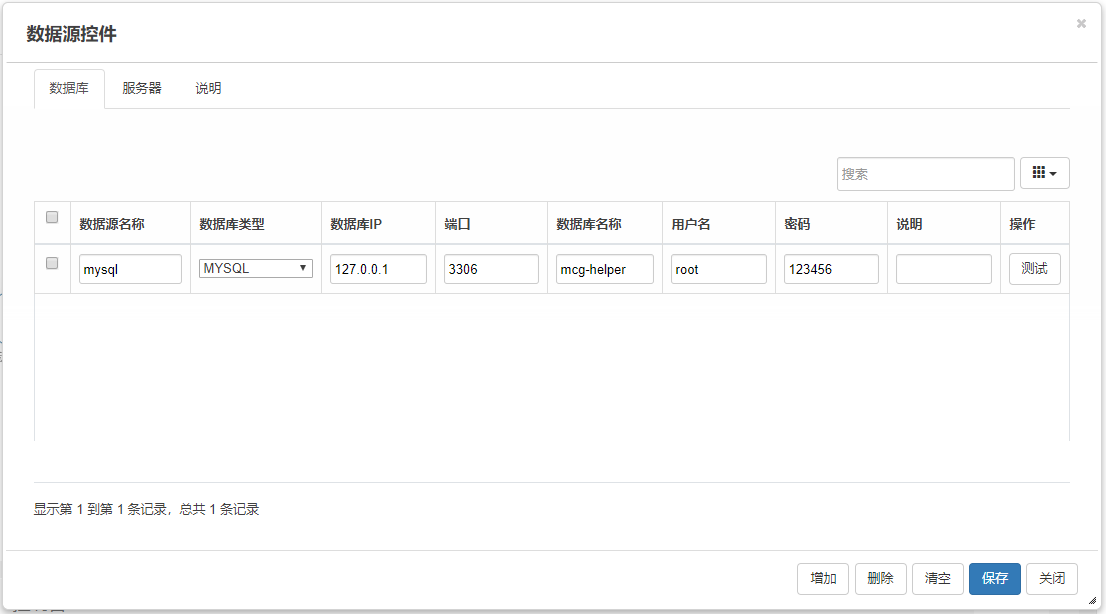 数据源控件 ×
数据库 服务器 说明
搜索
数据源名称 数据库类型 数据库IP 端口 数据库名称 用户名 密码 说明 操作
mysql MYSQL 127.0.0.1 3306 mcg-helper root 123456 测试
显示第 1 到第 1 条记录，总共 1 条记录
增加 删除 清空 保存 关闭